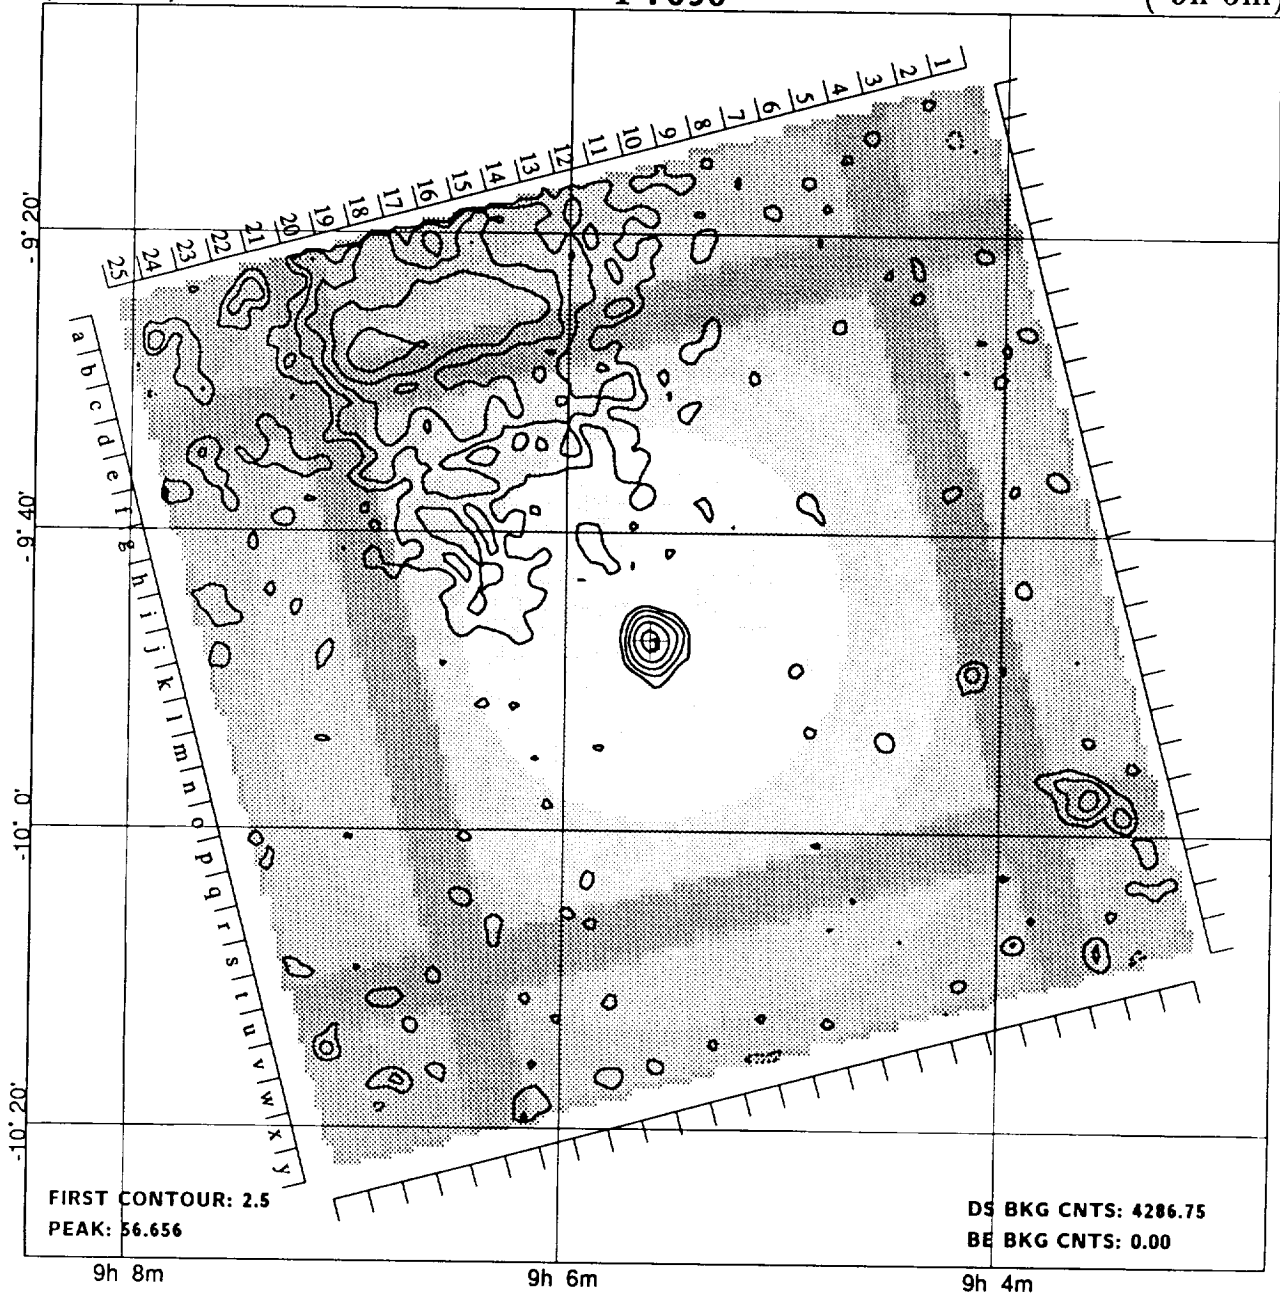 1 2 3 4 5 6 7 8 9 10 11 12 13 14 15 16 17 18 19 20 21 22 23 24 25
-9° 20'
a b c d e f g h i j k l m n o p q r s t u v w x y
-9° 40'
-10° 0'
-10° 20'
FIRST CONTOUR: 2.5
PEAK: 56.656
DS BKG CNTS: 4286.75
BE BKG CNTS: 0.00
9h 8m
9h 6m
9h 4m